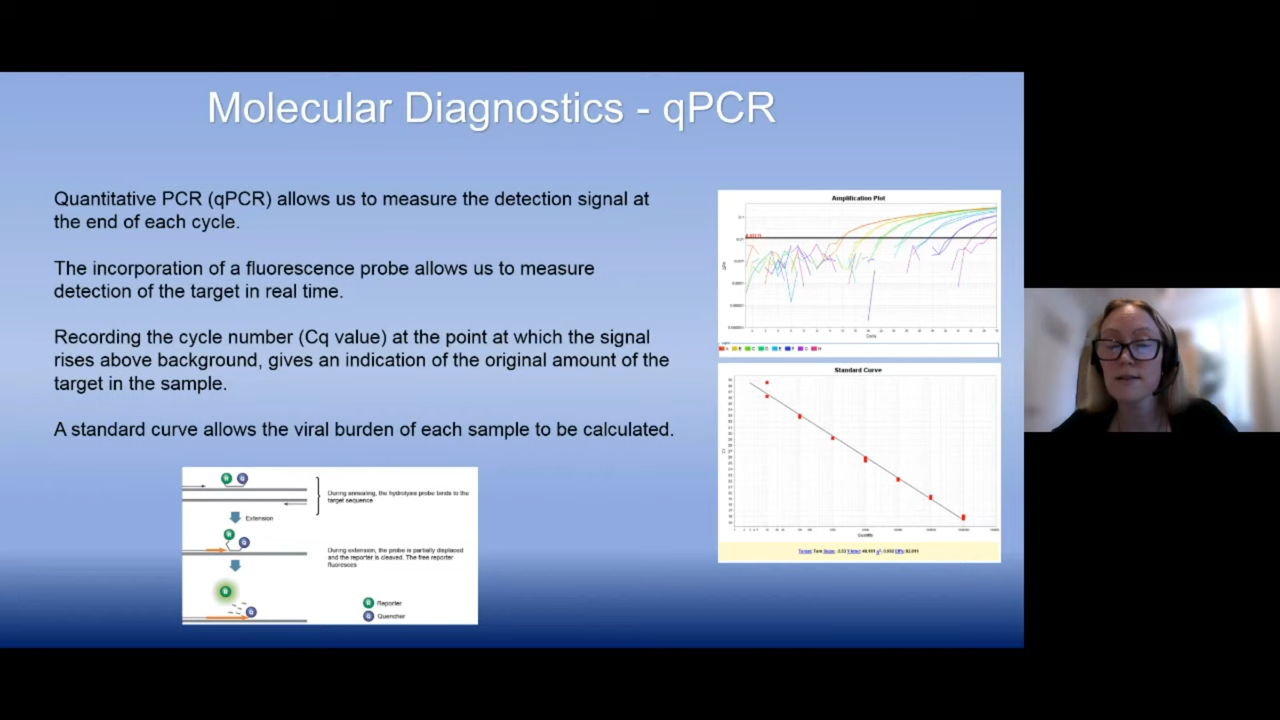 Molecular Diagnostics - qPCR
Quantitative PCR (qPCR) allows us to measure the detection signal at
the end of each cycle.
The incorporation of a fluorescence probe allows us to measure
detection of the target in real time.
Recording the cycle number (Cq value) at the point at which the signal
rises above background, gives an indication of the original amount of the
target in the sample.
A standard curve allows the viral burden of each sample to be calculated.
R Q
During annealing, the hydrolysis probe binds to the
target sequence
Extension
R
Q
During extension, the probe is partially displaced
and the reporter is cleaved. The free reporter
fluoresces
R
Q
R Reporter
Q Quencher
Amplification Plot
Cycle
Standard Curve
Quantity